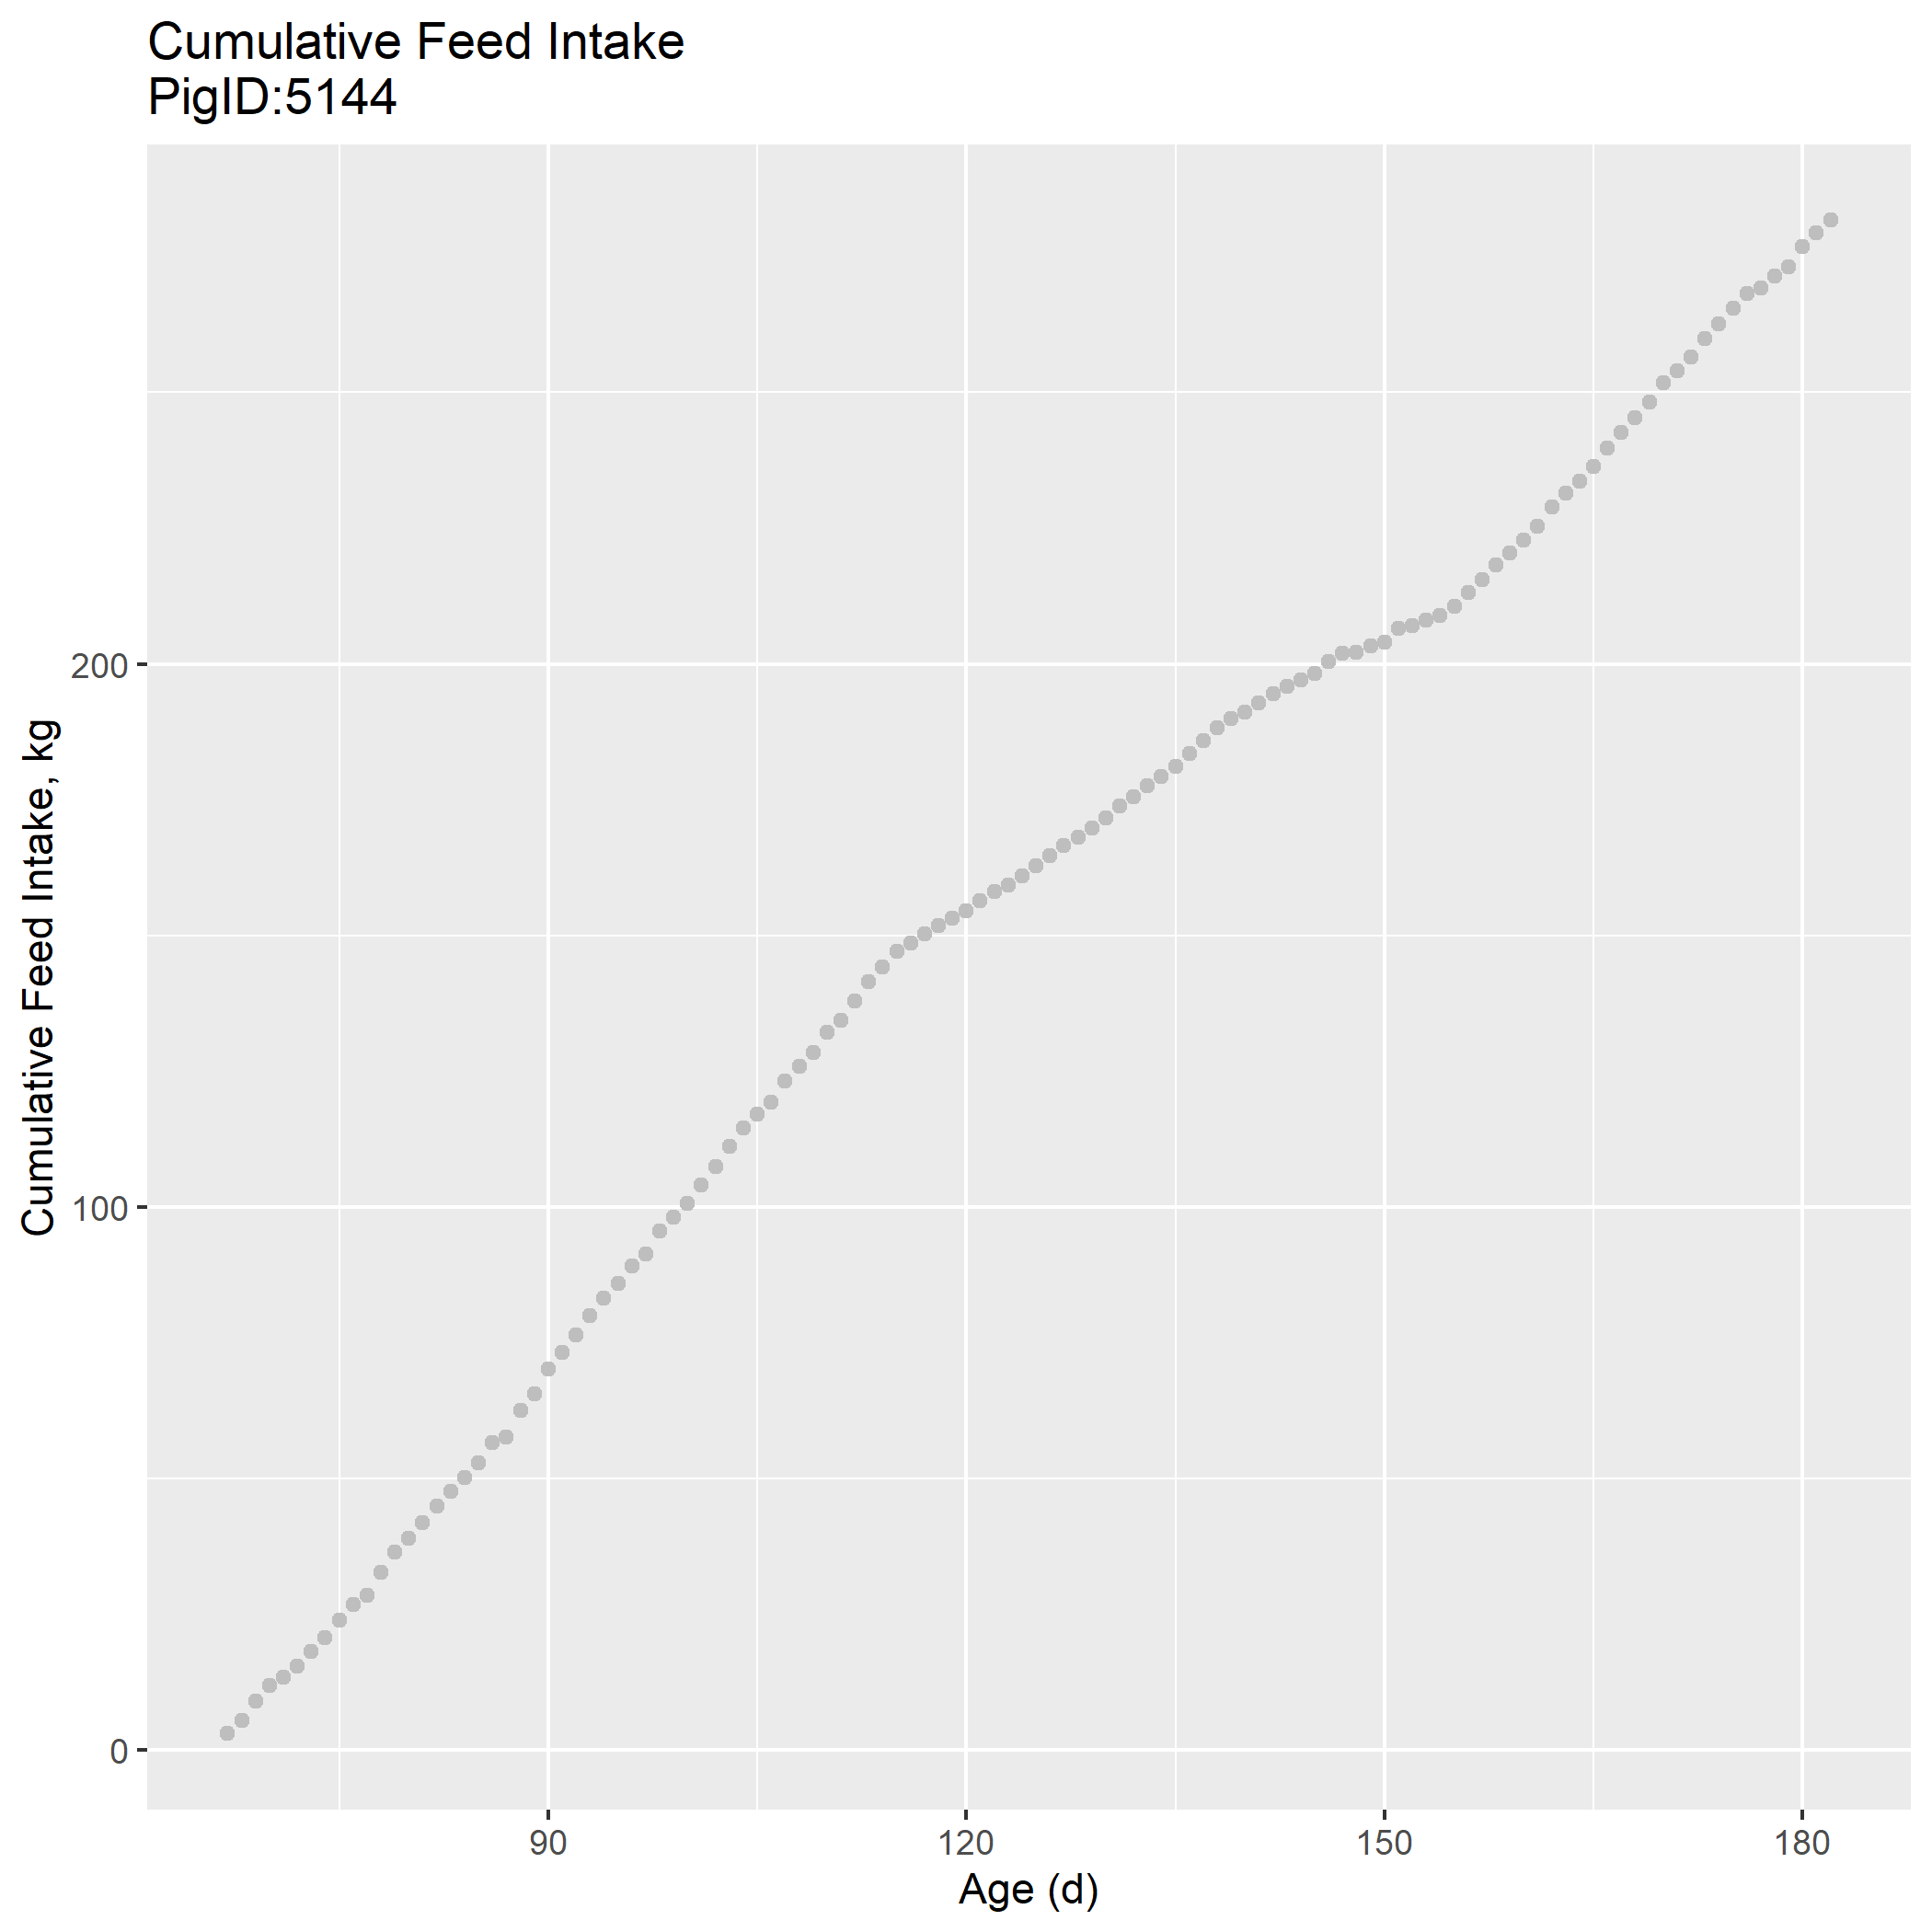 Cumulative Feed Intake
PigID:5144
Cumulative Feed Intake, kg
200
100
0
90
120
150
180
Age (d)